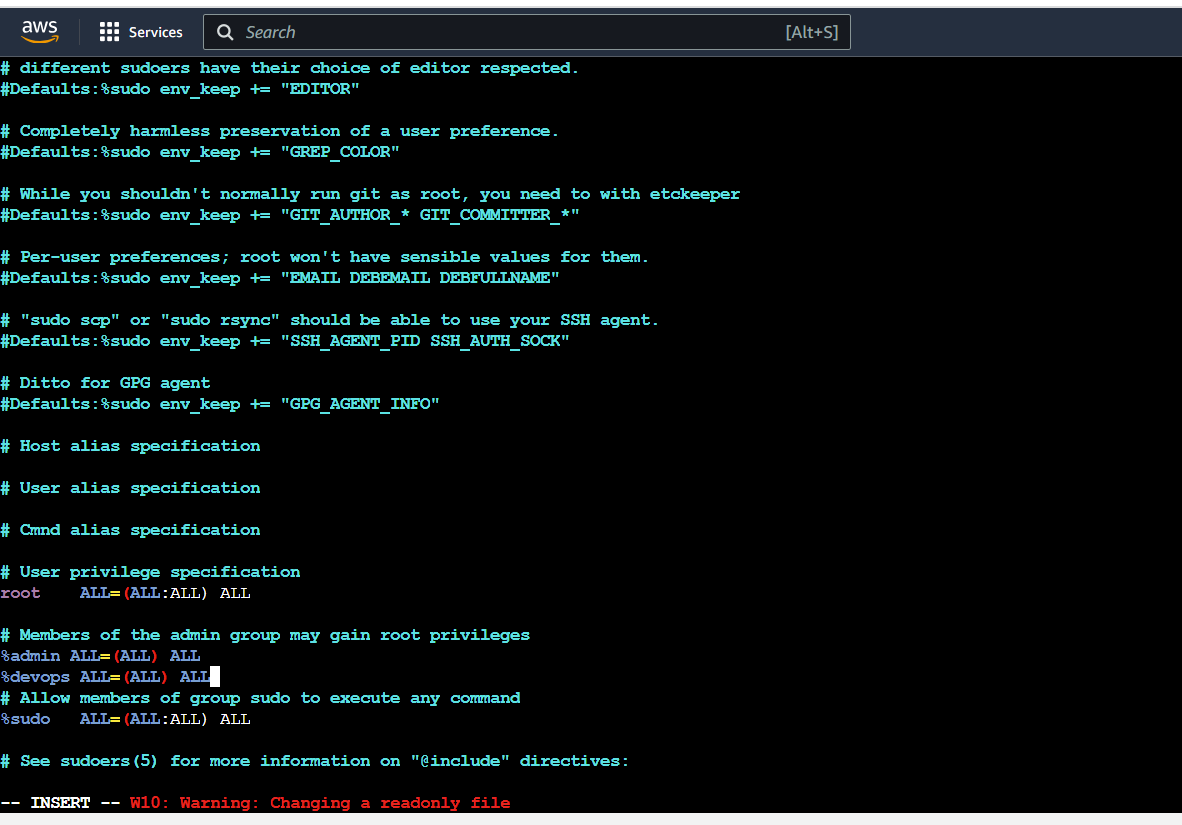 aws
Services
Search [Alt+S]
# different sudoers have their choice of editor respected.
#Defaults:%sudo env_keep += "EDITOR"
# Completely harmless preservation of a user preference.
#Defaults:%sudo env_keep += "GREP_COLOR"
# While you shouldn't normally run git as root, you need to with etckeeper
#Defaults:%sudo env_keep += "GIT_AUTHOR_* GIT_COMMITTER_*"
# Per-user preferences; root won't have sensible values for them.
#Defaults:%sudo env_keep += "EMAIL DEBEMAIL DEBFULLNAME"
# "sudo scp" or "sudo rsync" should be able to use your SSH agent.
#Defaults:%sudo env_keep += "SSH_AGENT_PID SSH_AUTH_SOCK"
# Ditto for GPG agent
#Defaults:%sudo env_keep += "GPG_AGENT_INFO"
# Host alias specification
# User alias specification
# Cmnd alias specification
# User privilege specification
root    ALL=(ALL:ALL) ALL
# Members of the admin group may gain root privileges
%admin ALL=(ALL) ALL
%devops ALL=(ALL) ALL
# Allow members of group sudo to execute any command
%sudo   ALL=(ALL:ALL) ALL
# See sudoers(5) for more information on "@include" directives:
-- INSERT -- W10: Warning: Changing a readonly file